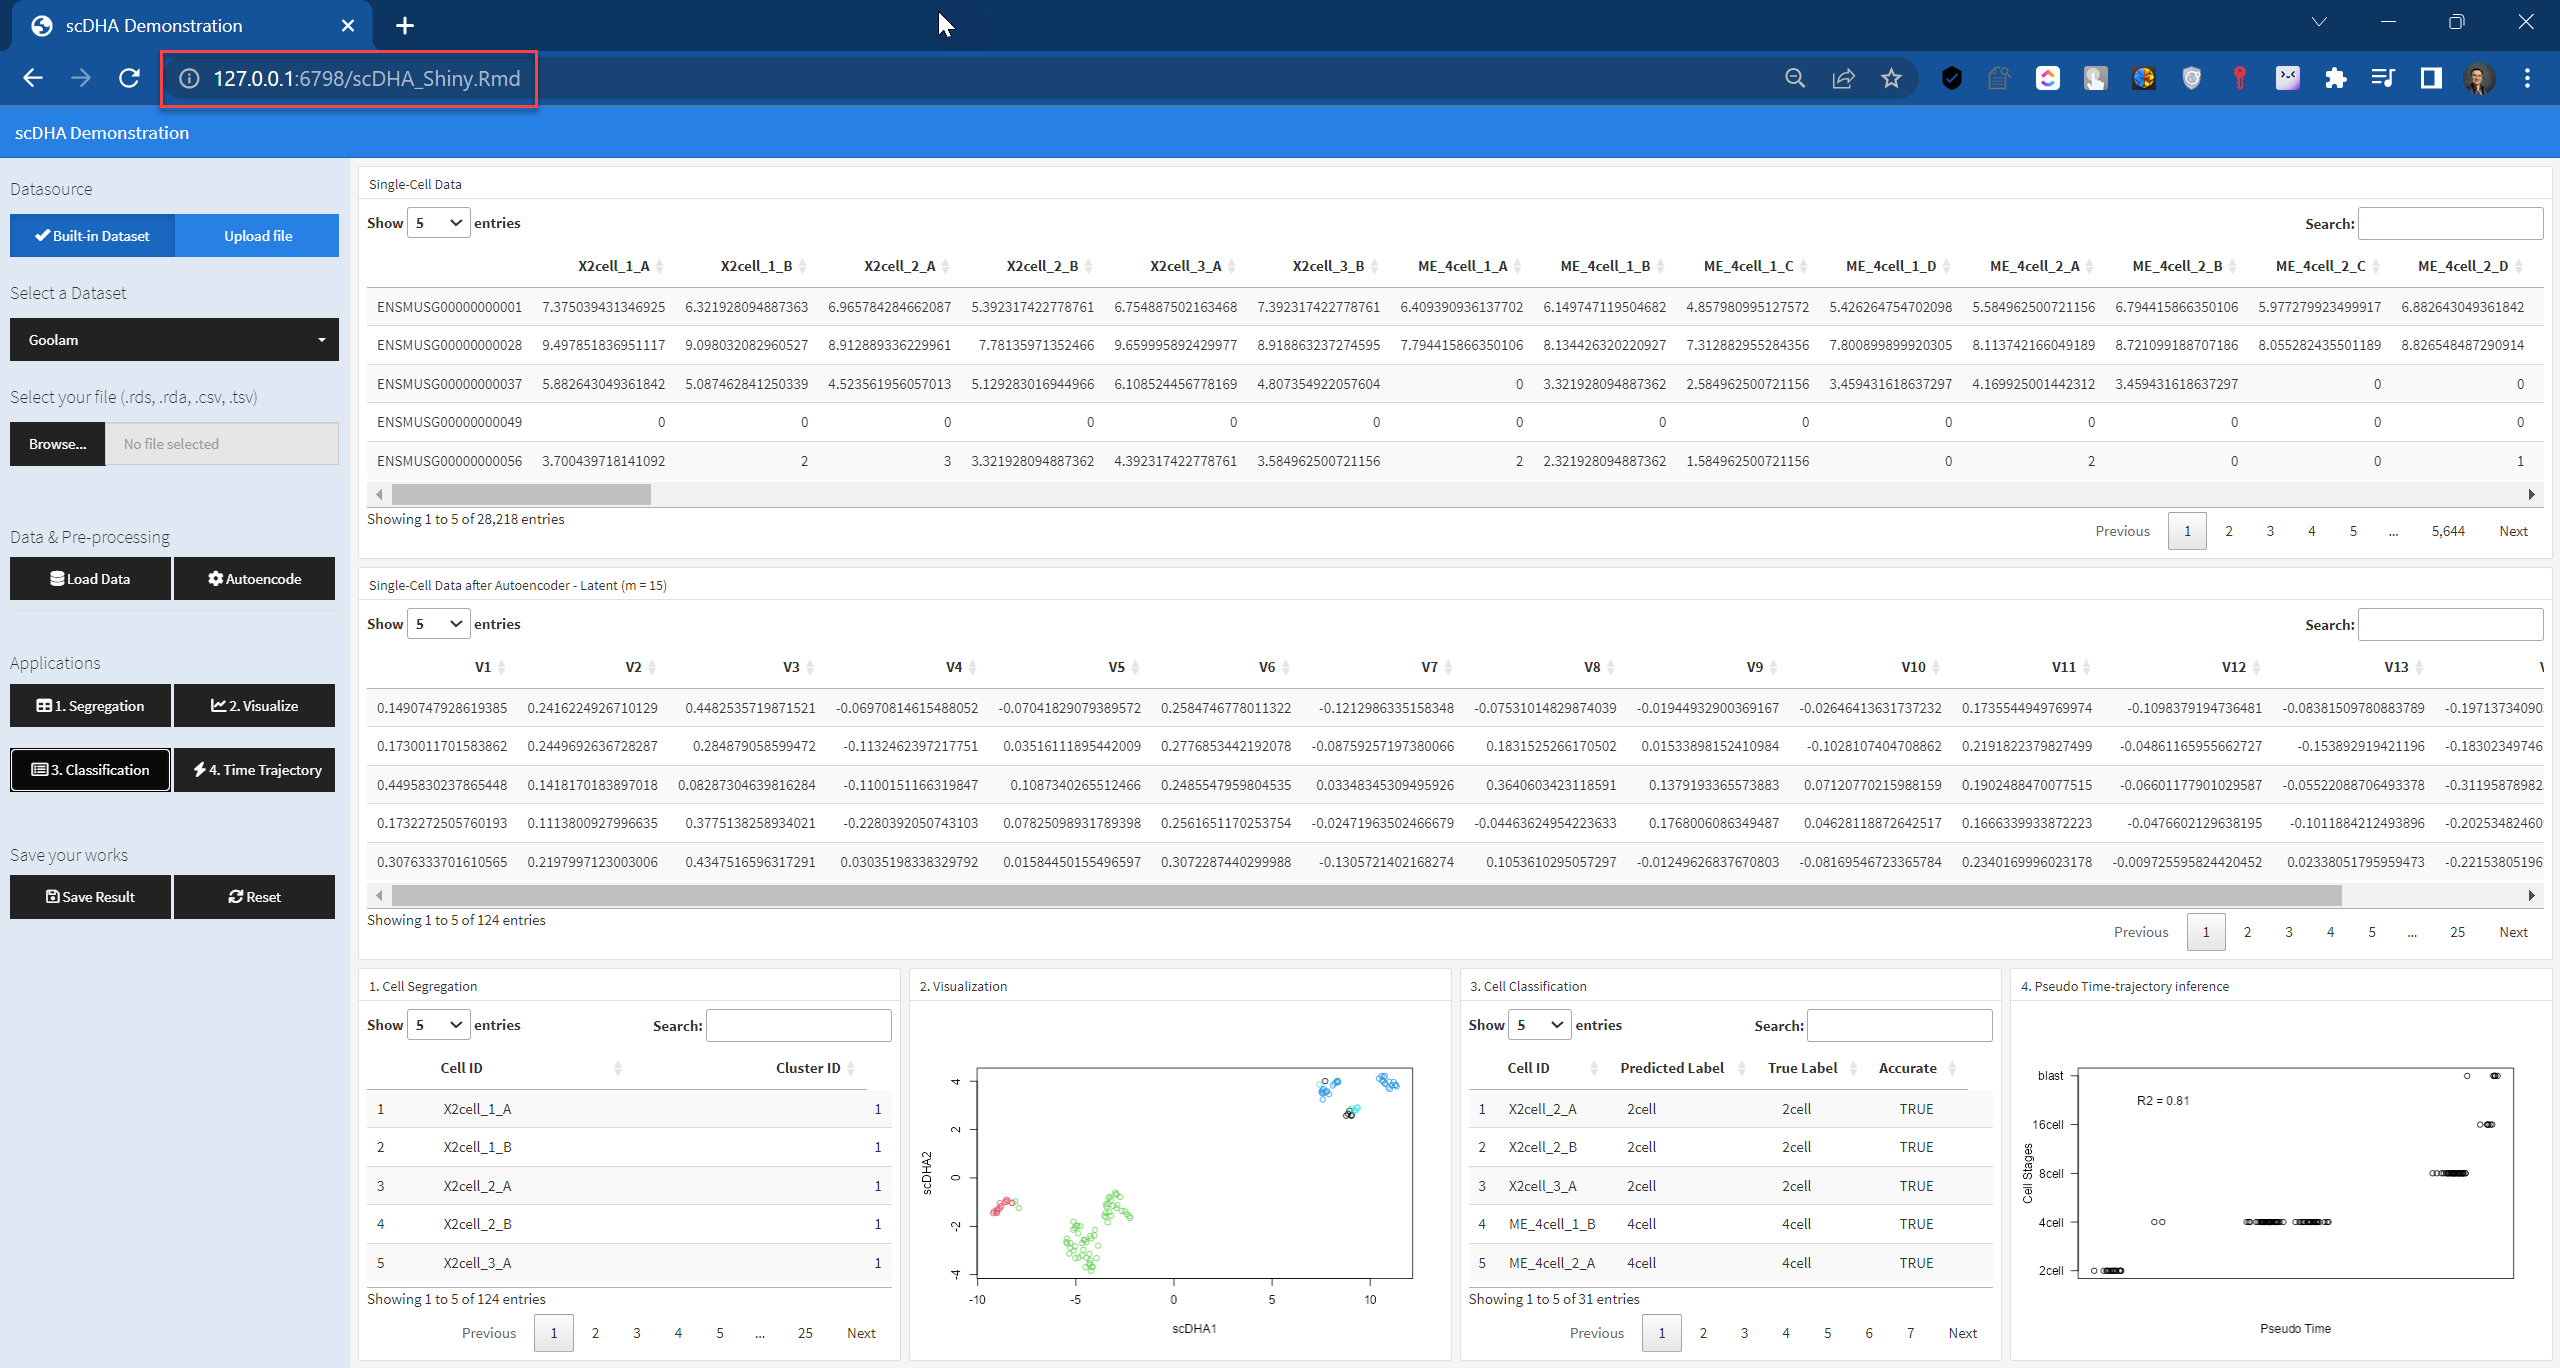 scDHA Demonstration
127.0.0.1:6798/scDHA_Shiny.Rmd
scDHA Demonstration
Datasource
Built-in Dataset Upload file
Select a Dataset
Goolam
Select your file (.rds, .rda, .csv, .tsv)
Browse... No file selected
Data & Pre-processing
Load Data Autoencode
Applications
1. Segregation 2. Visualize
3. Classification 4. Time Trajectory
Save your works
Save Result Reset
Single-Cell Data
Show 5 entries Search:
X2cell_1_A X2cell_1_B X2cell_2_A X2cell_2_B X2cell_3_A X2cell_3_B ME_4cell_1_A ME_4cell_1_B ME_4cell_1_C ME_4cell_1_D ME_4cell_2_A ME_4cell_2_B ME_4cell_2_C ME_4cell_2_D
ENSMUSG00000000001 7.375039431346925 6.321928094887363 6.965784284662087 5.392317422778761 6.754887502163468 7.392317422778761 6.409390936137702 6.149747119504682 4.857980995127572 5.426264754702098 5.584962500721156 6.794415866350106 5.977279923499917 6.882643049361842
ENSMUSG00000000028 9.497851836951117 9.098032082960527 8.912889336229961 7.78135971352466 9.659995892429977 8.918863237274595 7.794415866350106 8.134426320220927 7.312882955284356 7.800899899920305 8.113742166049189 8.721099188707186 8.055282435501189 8.826548487290914
ENSMUSG00000000037 5.882643049361842 5.087462841250339 4.523561956057013 5.129283016944966 6.108524456778169 4.807354922057604 0 3.321928094887362 2.584962500721156 3.459431618637297 4.169925001442312 3.459431618637297 0 0
ENSMUSG00000000049 0 0 0 0 0 0 0 0 0 0 0 0 0 0
ENSMUSG00000000056 3.700439718141092 2 3 3.321928094887362 4.392317422778761 3.584962500721156 2 2.321928094887362 1.584962500721156 0 2 0 0 1
Showing 1 to 5 of 28,218 entries
Previous 1 2 3 4 5 ... 5,644 Next
Single-Cell Data after Autoencoder - Latent (m = 15)
Show 5 entries Search:
V1 V2 V3 V4 V5 V6 V7 V8 V9 V10 V11 V12 V13
0.1490747928619385 0.2416224926710129 0.4482535719871521 -0.06970814615488052 -0.07041829079389572 0.2584746778011322 -0.1212986335158348 -0.07531014829874039 -0.01944932900369167 -0.02646413631737232 0.1735544949769974 -0.1098379194736481 -0.08381509780883789 -0.19713734090
0.1730011701583862 0.2449692636728287 0.284879058599472 -0.1132462397217751 0.03516111895442009 0.2776853442192078 -0.08759257197380066 0.1831525266170502 0.01533898152410984 -0.1028107404708862 0.2191822379827499 -0.04861165955662727 -0.153892919421196 -0.18302349746
0.4495830237865448 0.1418170183897018 0.08287304639816284 -0.1100151166319847 0.1087340265512466 0.2485547959804535 0.03348345309495926 0.3640603423118591 0.1379193365573883 0.07120770215988159 0.1902488470077515 -0.06601177901029587 -0.05522088706493378 -0.31195878982
0.1732272505760193 0.1113800927996635 0.3775138258934021 -0.2280392050743103 0.07825098931789398 0.2561651170253754 -0.02471963502466679 -0.04463624954223633 0.1768006086349487 0.04628118872642517 0.1666339933872223 -0.0476602129638195 -0.1011884212493896 -0.202534824609
0.3076333701610565 0.2197997123003006 0.4347516596317291 0.03035198338329792 0.01584450155496597 0.3072287440299988 -0.1305721402168274 0.1053610295057297 -0.01249626837670803 -0.08169546723365784 0.2340169996023178 -0.009725595824420452 0.02338051795959473 -0.22153805196
Showing 1 to 5 of 124 entries
Previous 1 2 3 4 5 ... 25 Next
1. Cell Segregation
Show 5 entries Search:
Cell ID Cluster ID
1 X2cell_1_A 1
2 X2cell_1_B 1
3 X2cell_2_A 1
4 X2cell_2_B 1
5 X2cell_3_A 1
Showing 1 to 5 of 124 entries
Previous 1 2 3 4 5 ... 25 Next
2. Visualization
4
2
0
-2
-4
scDHA2
-10 -5 0 5 10
scDHA1
3. Cell Classification
Show 5 entries Search:
Cell ID Predicted Label True Label Accurate
1 X2cell_2_A 2cell 2cell TRUE
2 X2cell_2_B 2cell 2cell TRUE
3 X2cell_3_A 2cell 2cell TRUE
4 ME_4cell_1_B 4cell 4cell TRUE
5 ME_4cell_2_A 4cell 4cell TRUE
Showing 1 to 5 of 31 entries
Previous 1 2 3 4 5 6 7 Next
4. Pseudo Time-trajectory inference
R2 = 0.81
blast
16cell
8cell
4cell
2cell
Cell Stages
Pseudo Time